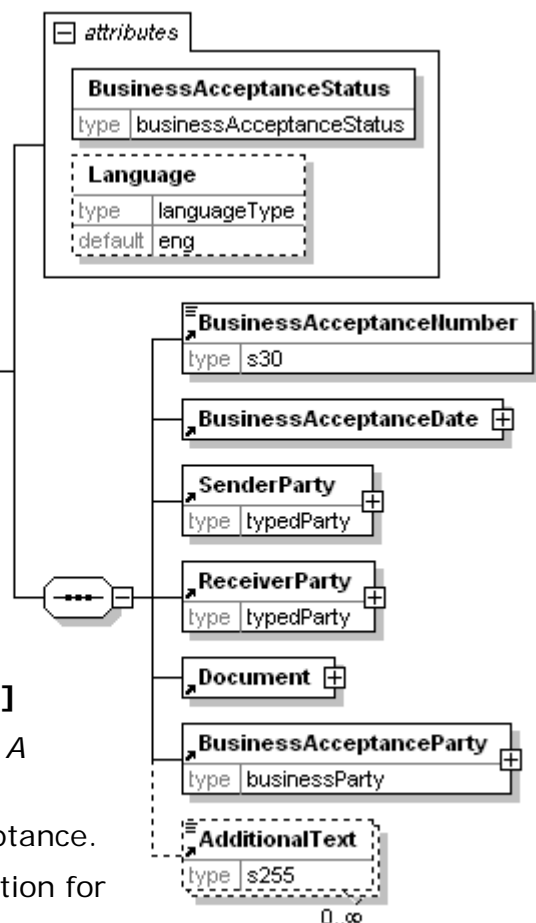 attributes
BusinessAcceptanceStatus
type businessAcceptanceStatus
Language
type languageType
default eng
BusinessAcceptanceNumber
type s30
BusinessAcceptanceDate
SenderParty
type typedParty
ReceiverParty
type typedParty
Document
]
BusinessAcceptanceParty
A
type businessParty
ptance.
AdditionalText
type s255
tion for
0..∞